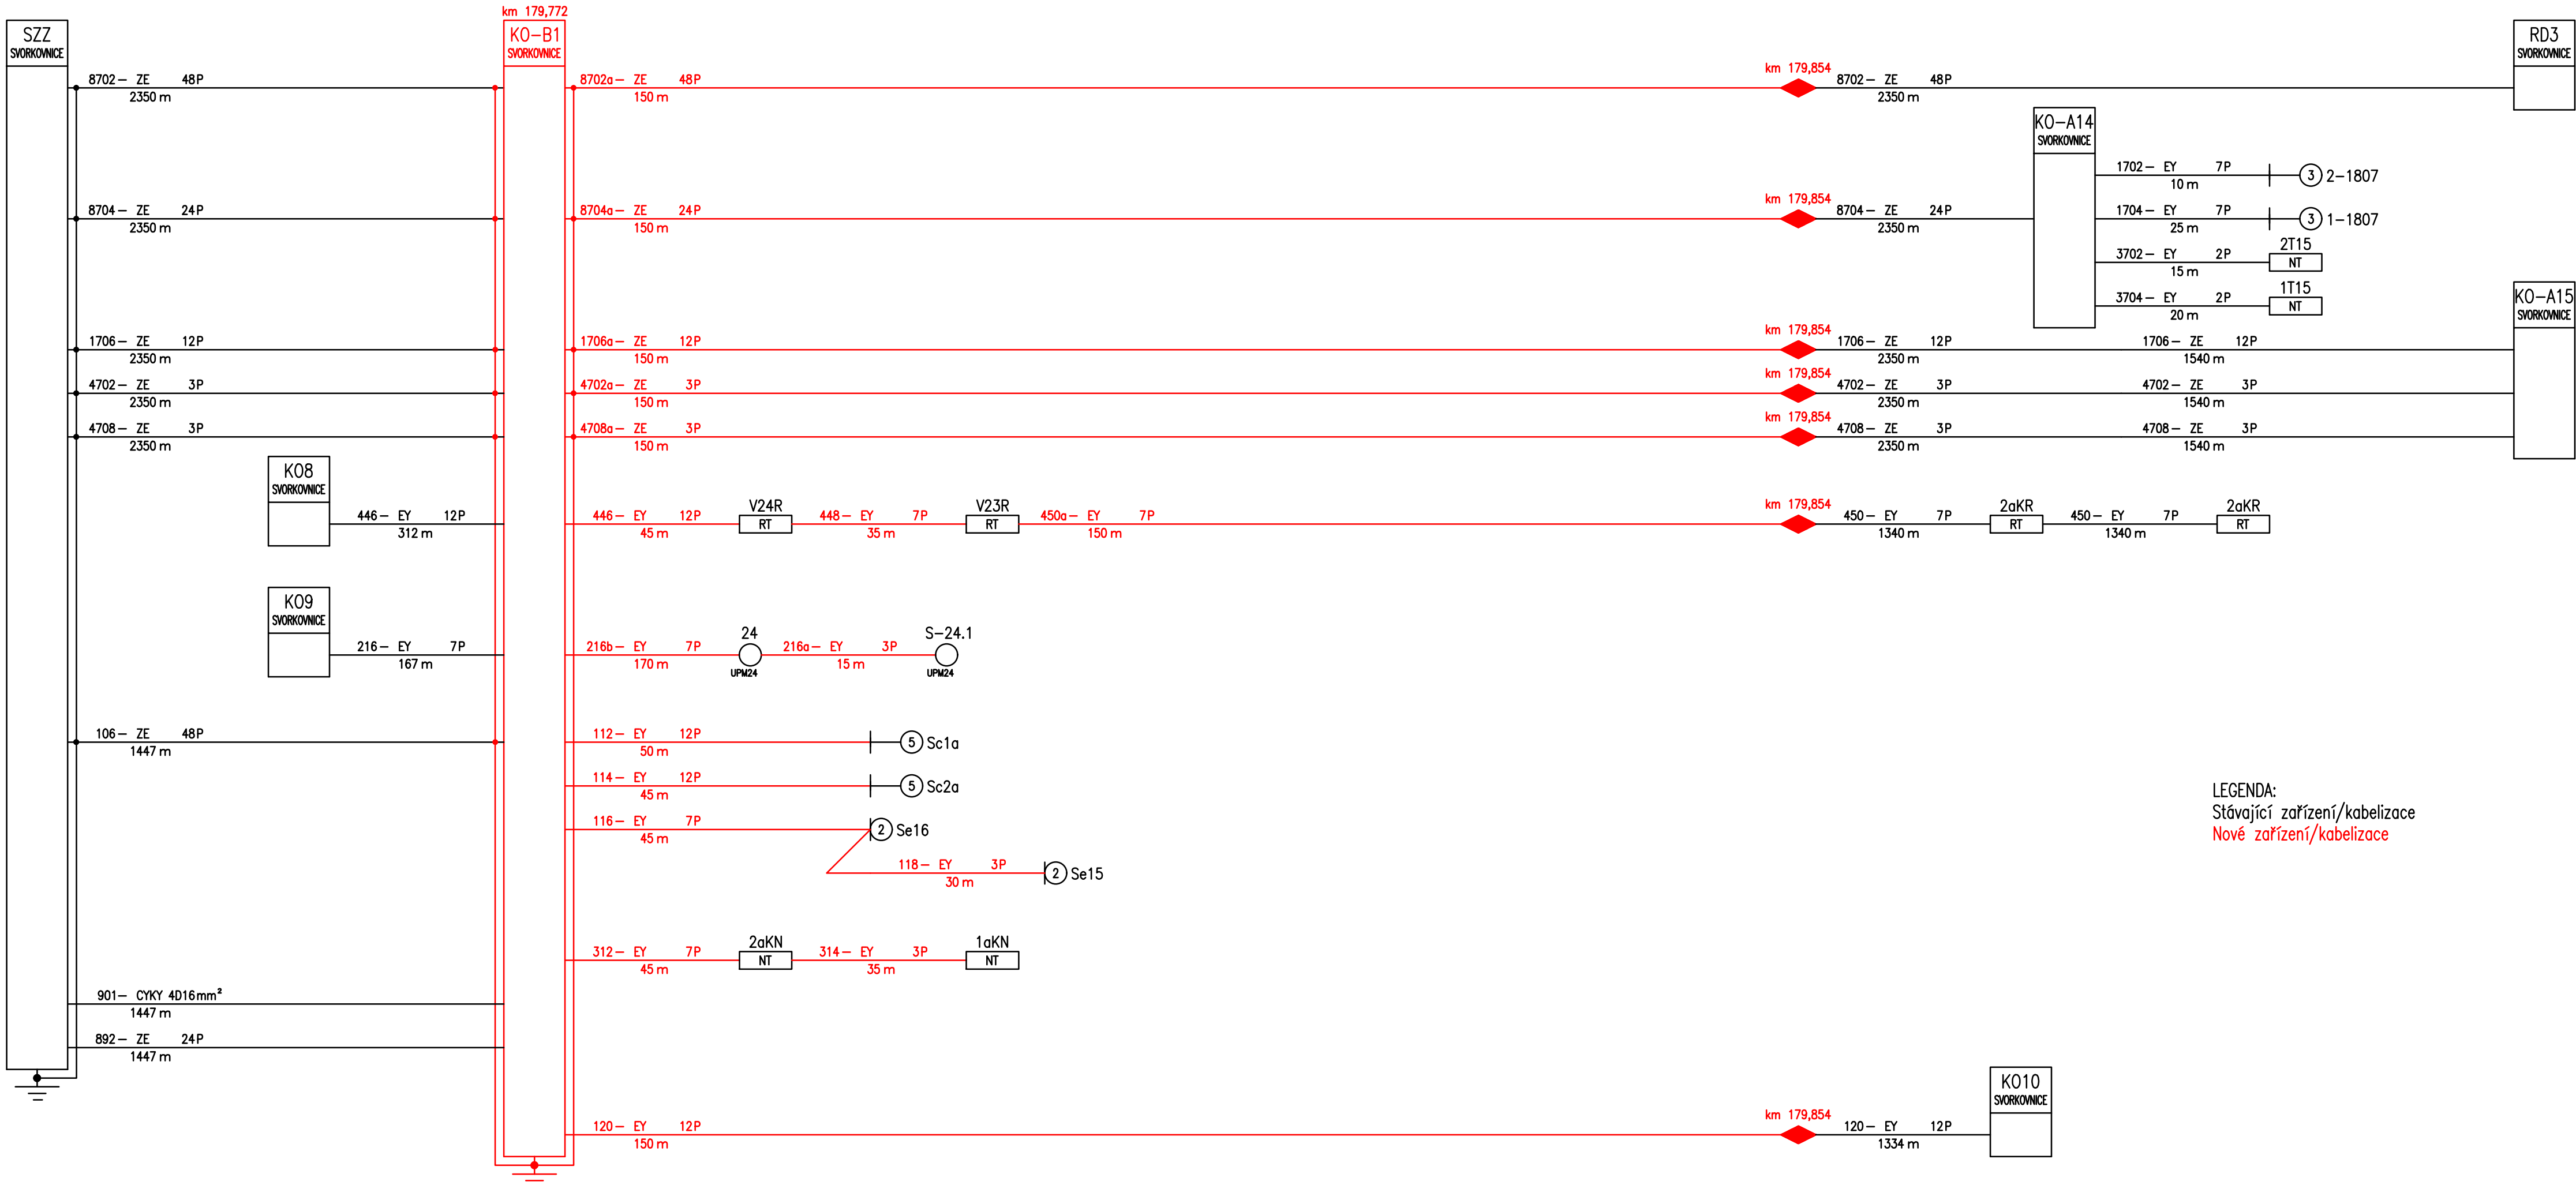 km 179,772
SZZ
SVORKOVNICE
KO-B1
SVORKOVNICE
RD3
SVORKOVNICE
8702- ZE 48P
2350 m
8702a- ZE 48P
150 m
km 179,854
8702- ZE 48P
2350 m
KO-A14
SVORKOVNICE
1702- EY 7P
10 m
3 2-1807
8704- ZE 24P
2350 m
8704a- ZE 24P
150 m
km 179,854
8704- ZE 24P
2350 m
1704- EY 7P
25 m
3 1-1807
3702- EY 2P
15 m
2T15
NT
3704- EY 2P
20 m
1T15
NT
KO-A15
SVORKOVNICE
1706- ZE 12P
2350 m
1706a- ZE 12P
150 m
km 179,854
1706- ZE 12P
2350 m
1706- ZE 12P
1540 m
4702- ZE 3P
2350 m
4702a- ZE 3P
150 m
km 179,854
4702- ZE 3P
2350 m
4702- ZE 3P
1540 m
4708- ZE 3P
2350 m
4708a- ZE 3P
150 m
km 179,854
4708- ZE 3P
2350 m
4708- ZE 3P
1540 m
KO8
SVORKOVNICE
446- EY 12P
312 m
446- EY 12P
45 m
V24R
RT
448- EY 7P
35 m
V23R
RT
450a- EY 7P
150 m
km 179,854
450- EY 7P
1340 m
2aKR
RT
450- EY 7P
1340 m
2aKR
RT
KO9
SVORKOVNICE
216- EY 7P
167 m
216b- EY 7P
170 m
24
UPM24
216a- EY 3P
15 m
S-24.1
UPM24
106- ZE 48P
1447 m
112- EY 12P
50 m
5 Sc1a
114- EY 12P
45 m
5 Sc2a
116- EY 7P
45 m
2 Se16
118- EY 3P
30 m
2 Se15
LEGENDA:
Stávající zařízení/kabelizace
Nové zařízení/kabelizace
312- EY 7P
45 m
2aKN
NT
314- EY 3P
35 m
1aKN
NT
901- CYKY 4D16mm²
1447 m
892- ZE 24P
1447 m
120- EY 12P
150 m
km 179,854
120- EY 12P
1334 m
KO10
SVORKOVNICE